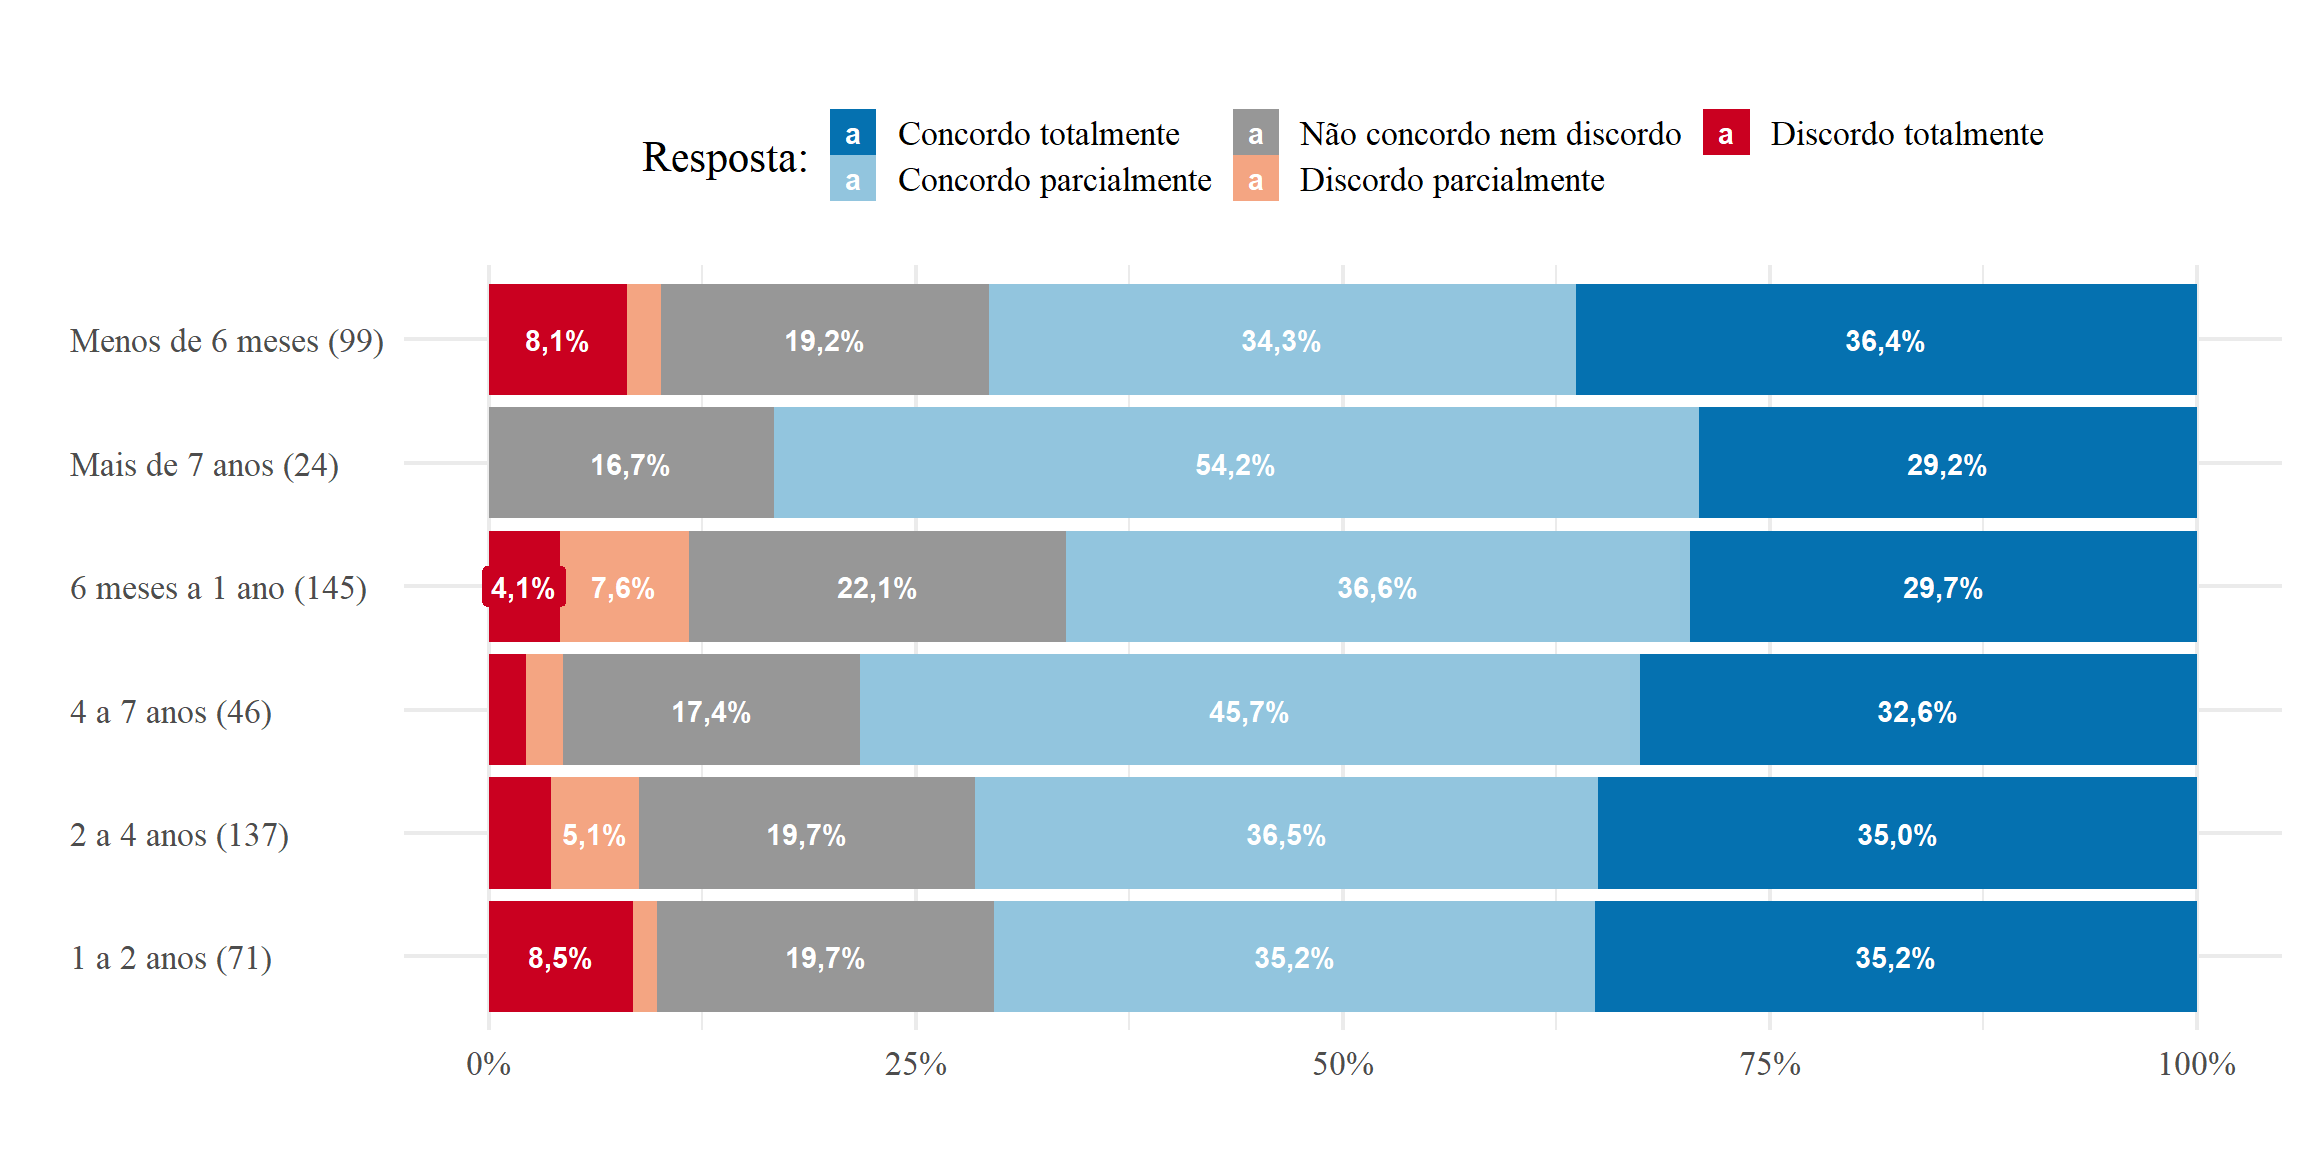 Resposta:
a Concordo totalmente a Não concordo nem discordo a Discordo totalmente
a Concordo parcialmente a Discordo parcialmente
Menos de 6 meses (99) 8,1% 19,2% 34,3% 36,4%
Mais de 7 anos (24) 16,7% 54,2% 29,2%
6 meses a 1 ano (145) 4,1% 7,6% 22,1% 36,6% 29,7%
4 a 7 anos (46) 17,4% 45,7% 32,6%
2 a 4 anos (137) 5,1% 19,7% 36,5% 35,0%
1 a 2 anos (71) 8,5% 19,7% 35,2% 35,2%
0% 25% 50% 75% 100%